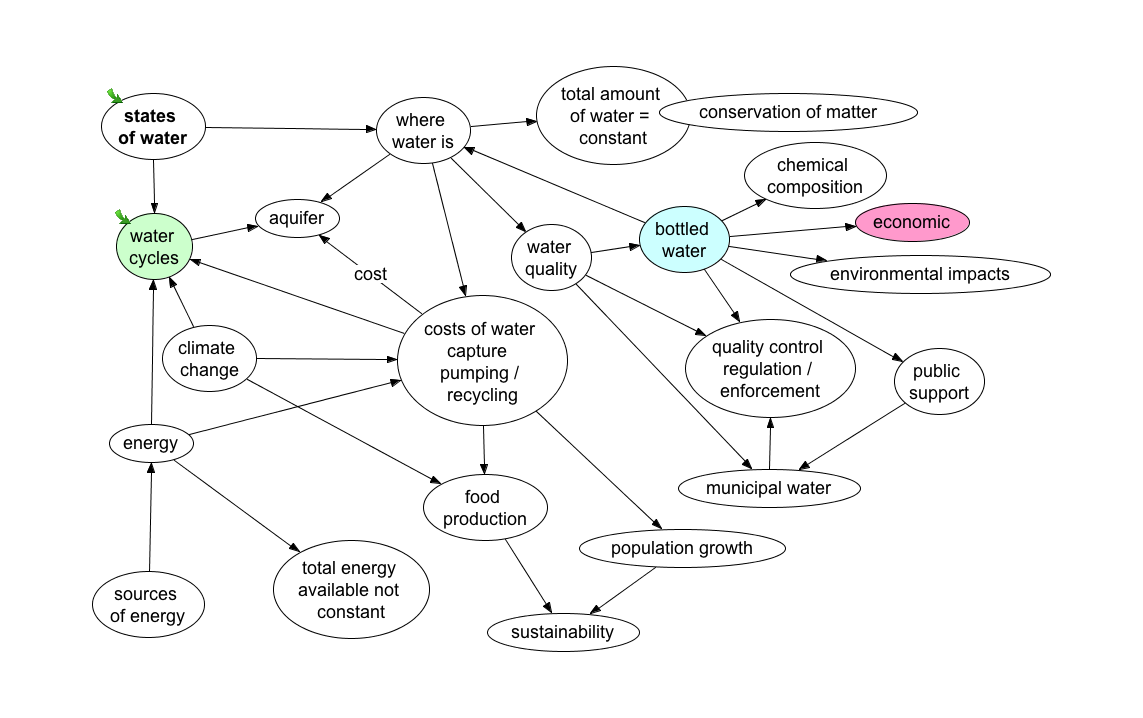 states
of water
where
water is
total amount
of water =
constant
conservation of matter
chemical
composition
economic
environmental impacts
bottled
water
water
quality
aquifer
water
cycles
cost
costs of water
capture
pumping /
recycling
climate
change
quality control
regulation /
enforcement
public
support
energy
municipal water
food
production
population growth
total energy
available not
constant
sources
of energy
sustainability